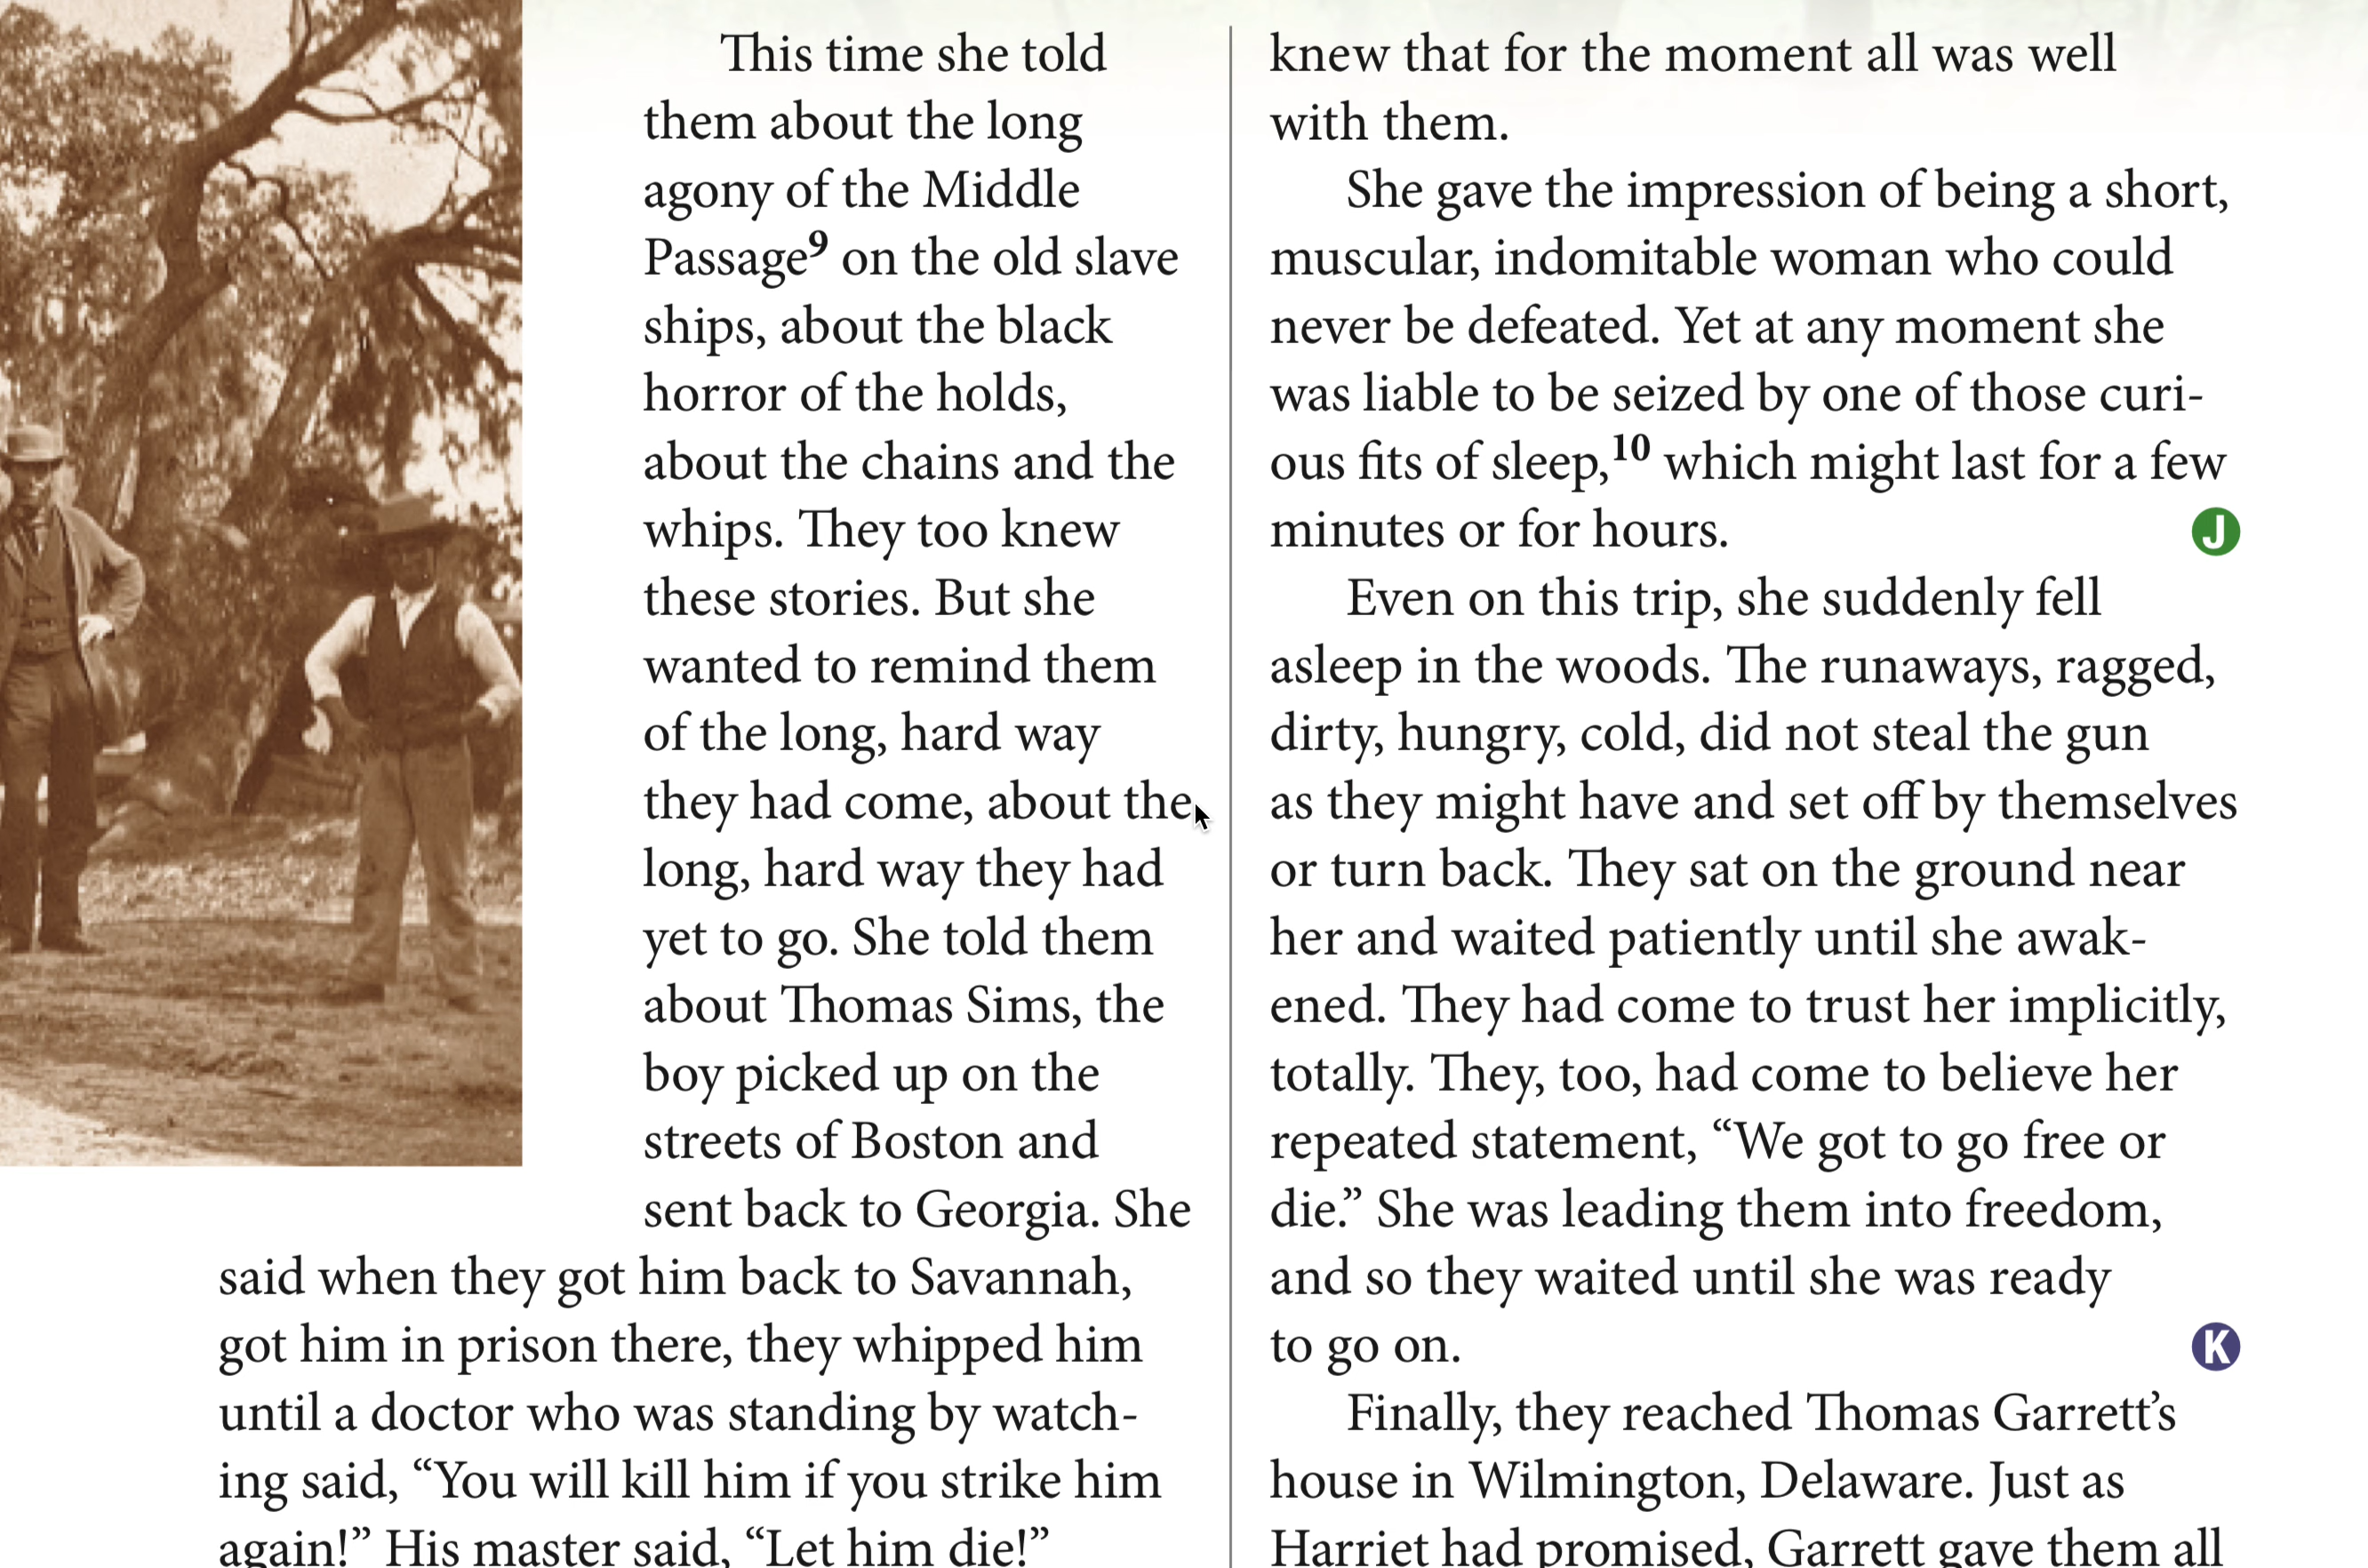 This time she told
them about the long
agony of the Middle
Passage9 on the old slave
ships, about the black
horror of the holds,
about the chains and the
whips. They too knew
these stories. But she
wanted to remind them
of the long, hard way
they had come, about the
long, hard way they had
yet to go. She told them
about Thomas Sims, the
boy picked up on the
streets of Boston and
sent back to Georgia. She
said when they got him back to Savannah,
got him in prison there, they whipped him
until a doctor who was standing by watch-
ing said, “You will kill him if you strike him
again!” His master said, “Let him die!”
knew that for the moment all was well
with them.
She gave the impression of being a short,
muscular, indomitable woman who could
never be defeated. Yet at any moment she
was liable to be seized by one of those curi-
ous fits of sleep,10 which might last for a few
minutes or for hours.
J
Even on this trip, she suddenly fell
asleep in the woods. The runaways, ragged,
dirty, hungry, cold, did not steal the gun
as they might have and set off by themselves
or turn back. They sat on the ground near
her and waited patiently until she awak-
ened. They had come to trust her implicitly,
totally. They, too, had come to believe her
repeated statement, “We got to go free or
die.” She was leading them into freedom,
and so they waited until she was ready
to go on.
K
Finally, they reached Thomas Garrett’s
house in Wilmington, Delaware. Just as
Harriet had promised, Garrett gave them all